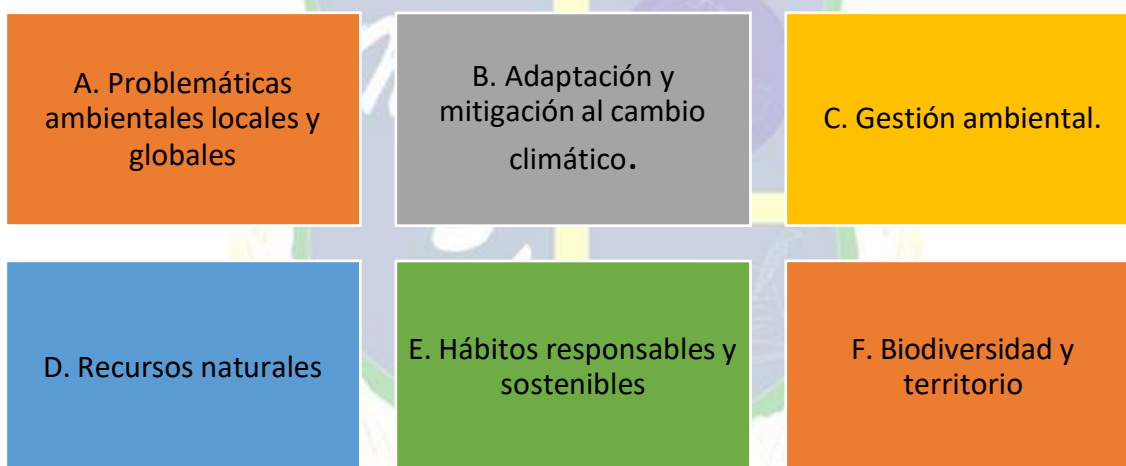 A. Problemáticas
ambientales locales y
globales
B. Adaptación y
mitigación al cambio
climático.
C. Gestión ambiental.
D. Recursos naturales
E. Hábitos responsables y
sostenibles
F. Biodiversidad y
territorio